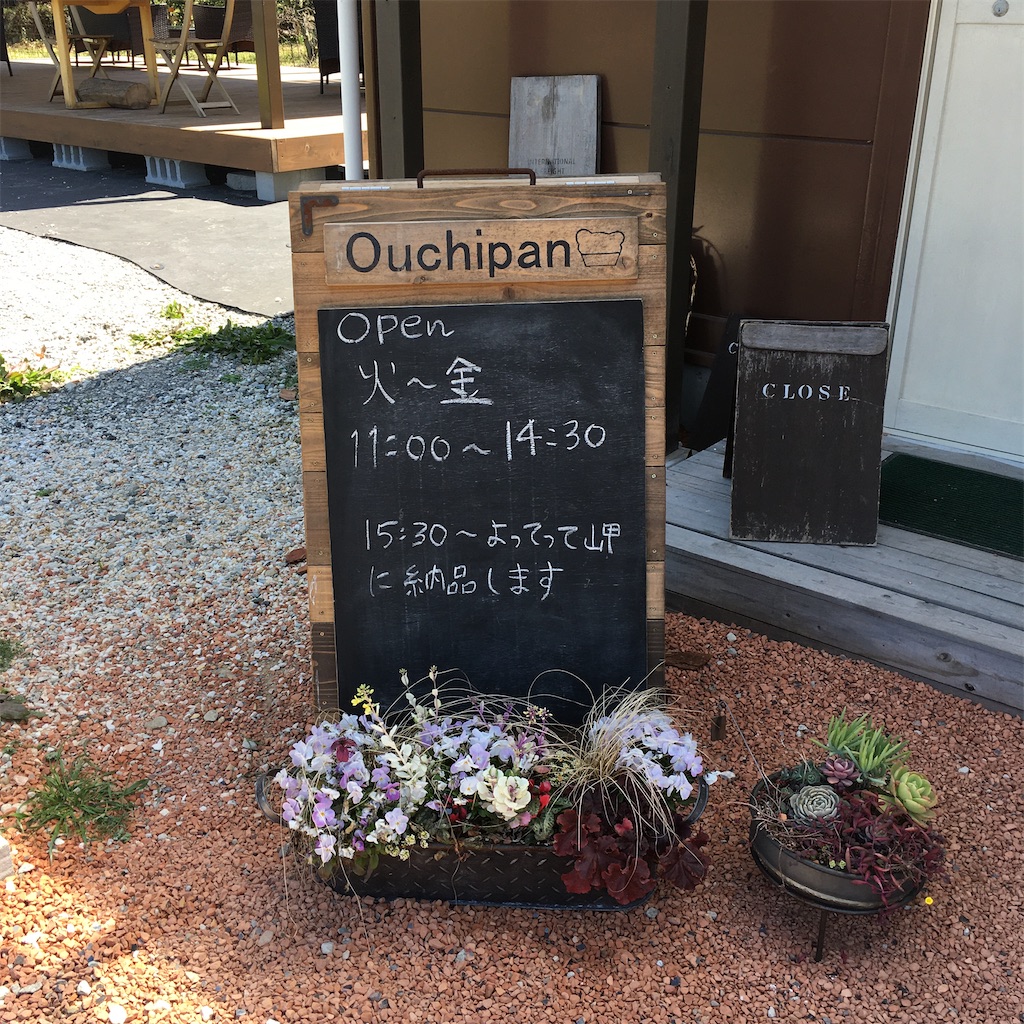 Ouchipan
Open
火〜金
11:00〜14:30
15:30〜よってって岬
に納品します
CLOSE